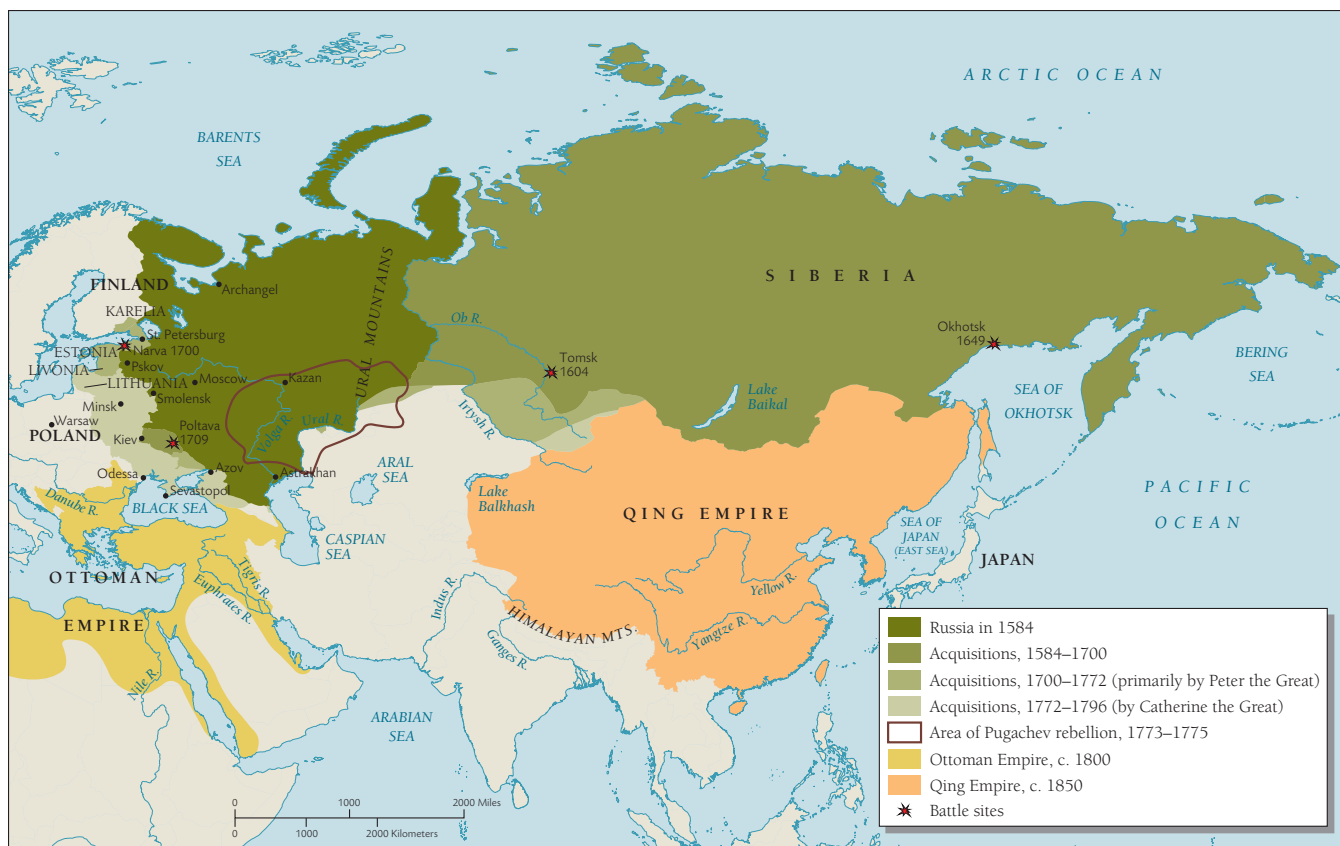 ARCTIC OCEAN
BARENTS
SEA
SIBERIA
URAL MOUNTAINS
FINLAND
Archangel
KARELIA
St. Petersburg
ESTONIA
Narva 1700
LIVONIA
Pskov
LITHUANIA
Moscow
Kazan
Smolensk
Minsk
Warsaw
POLAND
Poltava
1709
Kiev
Volga R.
Ural R.
Odessa
Azov
Astrakhan
Sevastopol
Danube R.
BLACK SEA
Ob R.
Irtysh R.
Tomsk
1604
Okhotsk
1649
Lake
Baikal
SEA OF
OKHOTSK
BERING
SEA
ARAL
SEA
Lake
Balkhash
CASPIAN
SEA
QING EMPIRE
SEA OF
JAPAN
(EAST SEA)
JAPAN
PACIFIC
OCEAN
OTTOMAN
EMPIRE
Tigris R.
Euphrates R.
Nile R.
Indus R.
Ganges R.
HIMALAYAN MTS.
Yellow R.
Yangtze R.
ARABIAN
SEA
0 1000 2000 Miles
0 1000 2000 Kilometers
Russia in 1584
Acquisitions, 1584–1700
Acquisitions, 1700–1772 (primarily by Peter the Great)
Acquisitions, 1772–1796 (by Catherine the Great)
Area of Pugachev rebellion, 1773–1775
Ottoman Empire, c. 1800
Qing Empire, c. 1850
Battle sites